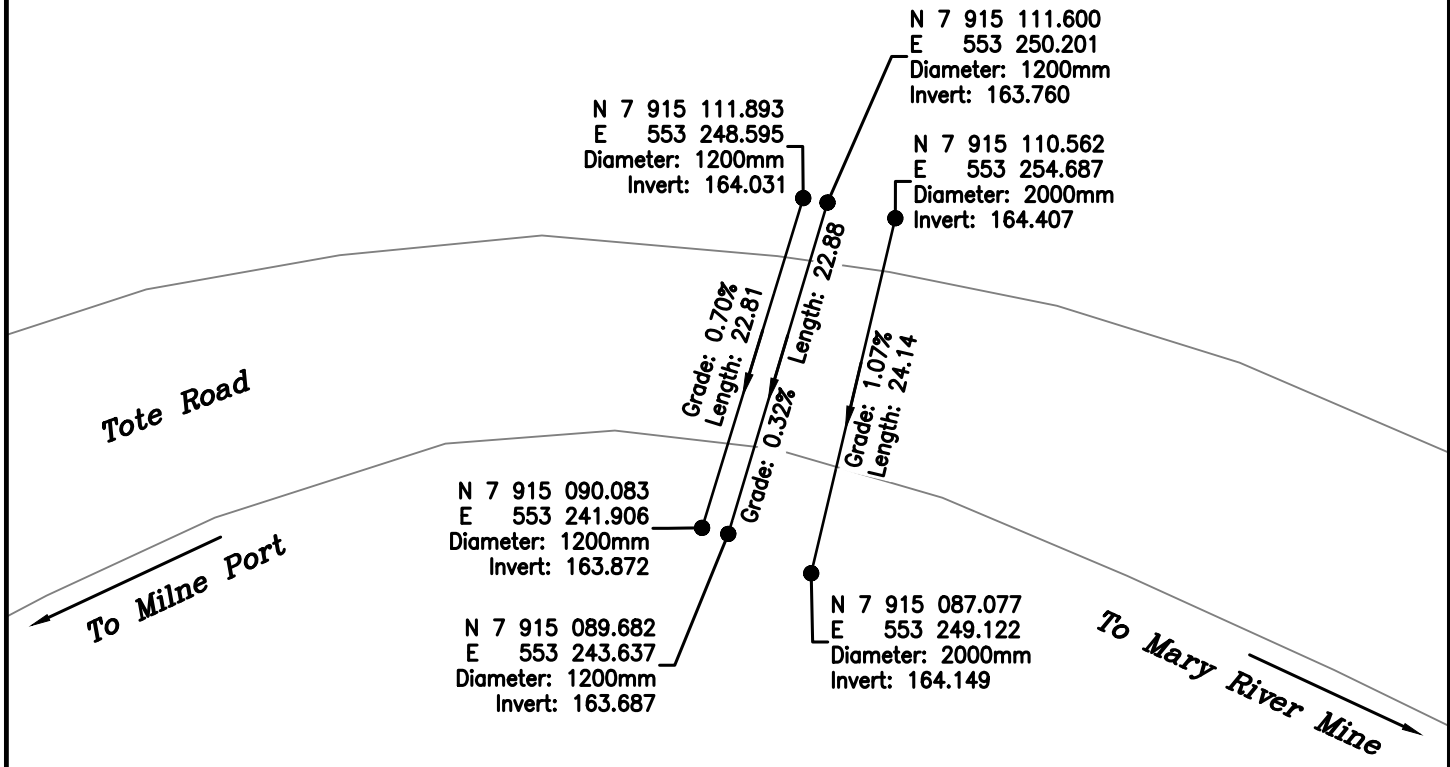 N 7 915 111.600
E 553 250.201
Diameter: 1200mm
Invert: 163.760
N 7 915 111.893
E 553 248.595
Diameter: 1200mm
Invert: 164.031
N 7 915 110.562
E 553 254.687
Diameter: 2000mm
Invert: 164.407
Grade: 0.70%
Length: 22.81
Length: 22.88
Grade: 0.32%
Grade: 1.07%
Length: 24.14
Tote Road
N 7 915 090.083
E 553 241.906
Diameter: 1200mm
Invert: 163.872
To Milne Port
N 7 915 089.682
E 553 243.637
Diameter: 1200mm
Invert: 163.687
N 7 915 087.077
E 553 249.122
Diameter: 2000mm
Invert: 164.149
To Mary River Mine